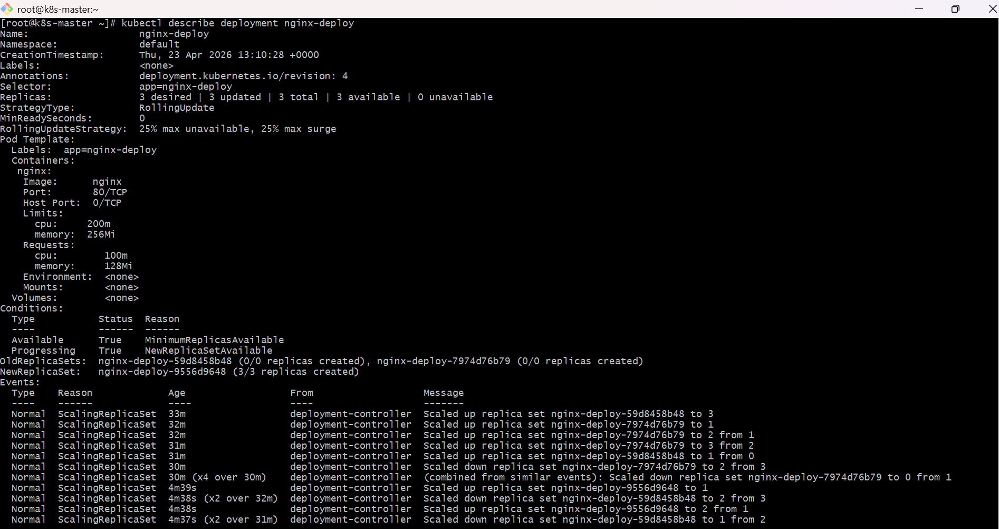 root@k8s-master:~
[root@k8s-master ~]# kubectl describe deployment nginx-deploy
Name:                   nginx-deploy
Namespace:              default
CreationTimestamp:      Thu, 23 Apr 2026 13:10:28 +0000
Labels:                 <none>
Annotations:            deployment.kubernetes.io/revision: 4
Selector:               app=nginx-deploy
Replicas:               3 desired | 3 updated | 3 total | 3 available | 0 unavailable
StrategyType:           RollingUpdate
MinReadySeconds:        0
RollingUpdateStrategy:  25% max unavailable, 25% max surge
Pod Template:
  Labels:  app=nginx-deploy
  Containers:
   nginx:
    Image:      nginx
    Port:       80/TCP
    Host Port:  0/TCP
    Limits:
      cpu:     200m
      memory:  256Mi
    Requests:
      cpu:        100m
      memory:     128Mi
    Environment:  <none>
    Mounts:       <none>
  Volumes:        <none>
Conditions:
  Type           Status  Reason
  ----           ------  ------
  Available      True    MinimumReplicasAvailable
  Progressing    True    NewReplicaSetAvailable
OldReplicaSets:  nginx-deploy-59d8458b48 (0/0 replicas created), nginx-deploy-7974d76b79 (0/0 replicas created)
NewReplicaSet:   nginx-deploy-9556d9648 (3/3 replicas created)
Events:
  Type    Reason             Age                    From                   Message
  ----    ------             ----                   ----                   -------
  Normal  ScalingReplicaSet  33m                    deployment-controller  Scaled up replica set nginx-deploy-59d8458b48 to 3
  Normal  ScalingReplicaSet  32m                    deployment-controller  Scaled up replica set nginx-deploy-7974d76b79 to 1
  Normal  ScalingReplicaSet  32m                    deployment-controller  Scaled up replica set nginx-deploy-7974d76b79 to 2 from 1
  Normal  ScalingReplicaSet  31m                    deployment-controller  Scaled up replica set nginx-deploy-7974d76b79 to 3 from 2
  Normal  ScalingReplicaSet  31m                    deployment-controller  Scaled up replica set nginx-deploy-59d8458b48 to 1 from 0
  Normal  ScalingReplicaSet  30m                    deployment-controller  Scaled down replica set nginx-deploy-7974d76b79 to 2 from 3
  Normal  ScalingReplicaSet  30m (x4 over 30m)      deployment-controller  (combined from similar events): Scaled down replica set nginx-deploy-7974d76b79 to 0 from 1
  Normal  ScalingReplicaSet  4m39s                  deployment-controller  Scaled up replica set nginx-deploy-9556d9648 to 1
  Normal  ScalingReplicaSet  4m38s (x2 over 32m)    deployment-controller  Scaled down replica set nginx-deploy-59d8458b48 to 2 from 3
  Normal  ScalingReplicaSet  4m38s                  deployment-controller  Scaled up replica set nginx-deploy-9556d9648 to 2 from 1
  Normal  ScalingReplicaSet  4m37s (x2 over 31m)    deployment-controller  Scaled down replica set nginx-deploy-59d8458b48 to 1 from 2